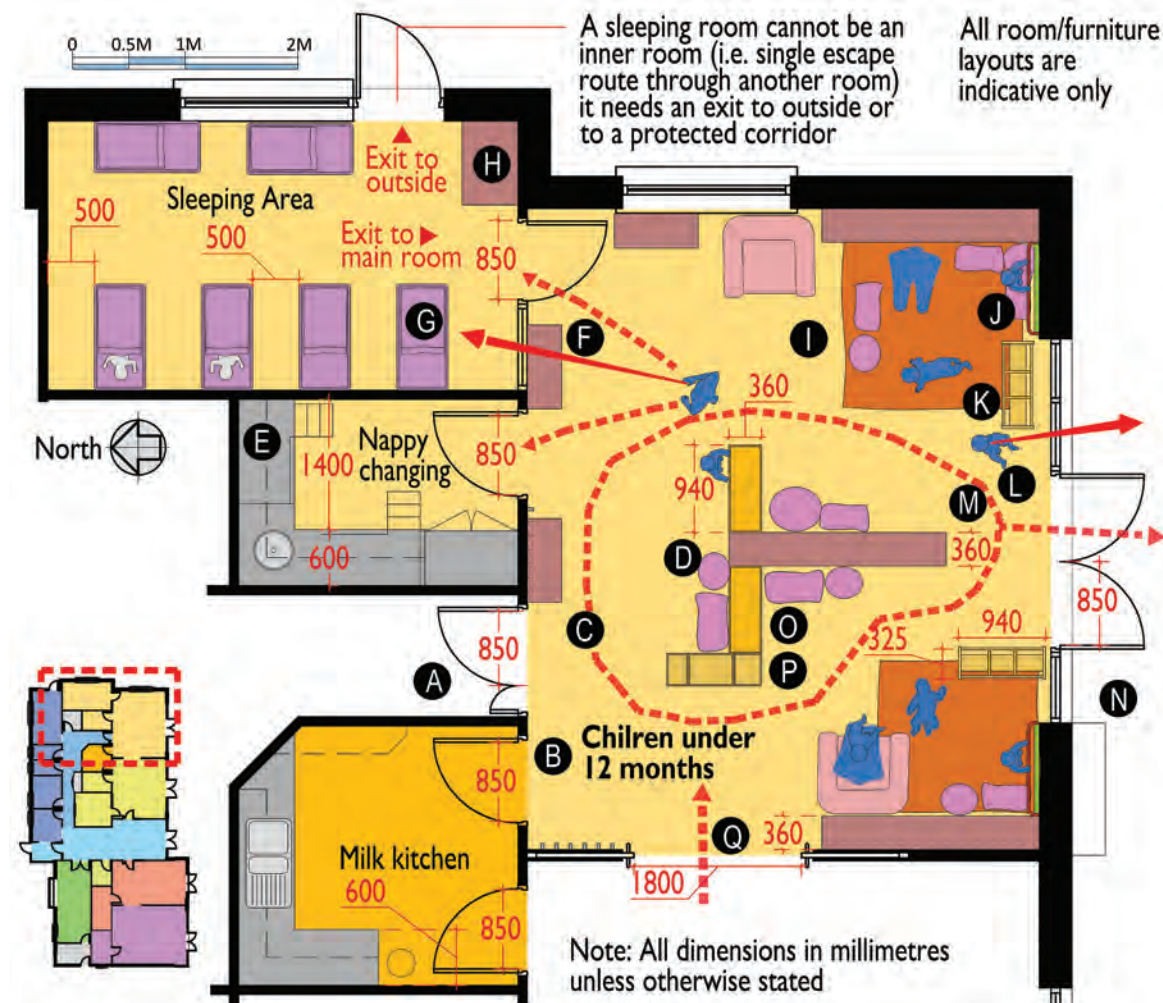 0 0.5M 1M 2M
A sleeping room cannot be an
inner room (i.e. single escape
route through another room)
it needs an exit to outside or
to a protected corridor
All room/furniture
layouts are
indicative only
Exit to
outside
H
Sleeping Area
500
500
Exit to
main room
850
G
F
I
J
K
360
North
E
1400
Nappy
changing
850
940
L
M
600
D
360
850
C
O
325
940
850
A
P
N
B
Chilren under
12 months
850
Q
360
Milk kitchen
600
1800
850
Note: All dimensions in millimetres
unless otherwise stated